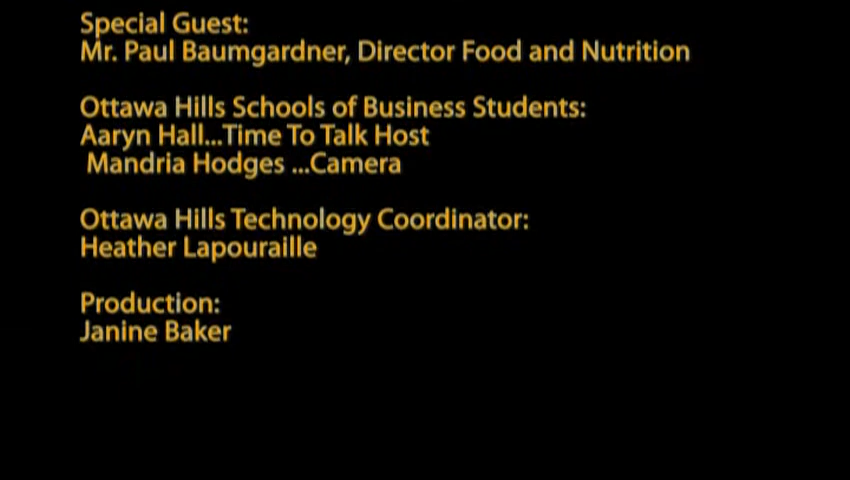 Special Guest:
Mr. Paul Baumgardner, Director Food and Nutrition
Ottawa Hills Schools of Business Students:
Aaryn Hall...Time To Talk Host
Mandria Hodges ...Camera
Ottawa Hills Technology Coordinator:
Heather Lapouraille
Production:
Janine Baker